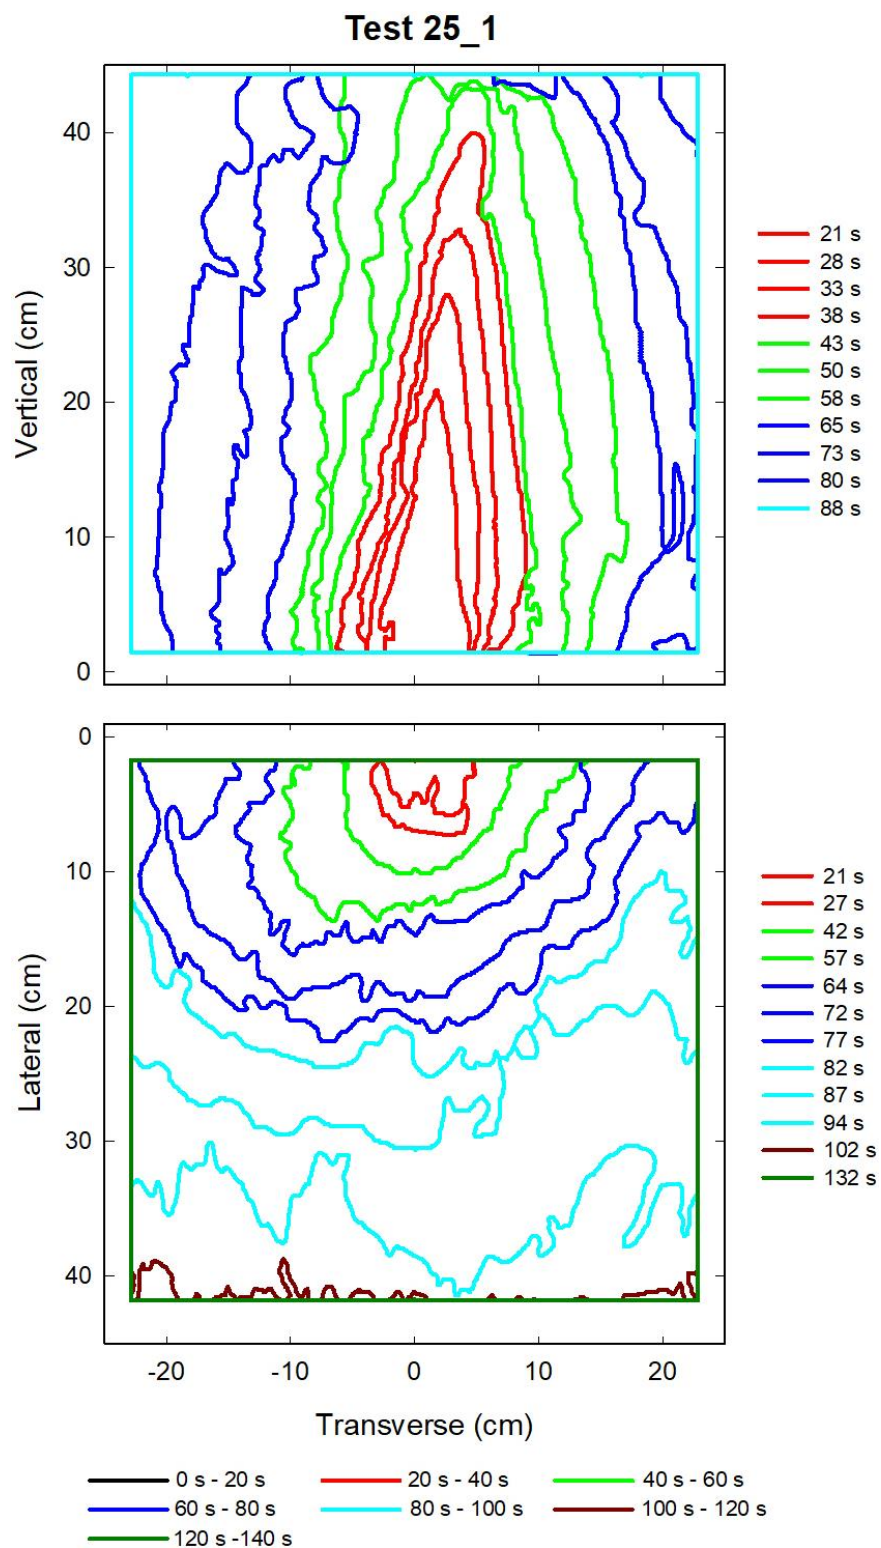 Test 25_1
40
30
20
10
0
Vertical (cm)
21 s
28 s
33 s
38 s
43 s
50 s
58 s
65 s
73 s
80 s
88 s
0
10
20
30
40
Lateral (cm)
21 s
27 s
42 s
57 s
64 s
72 s
77 s
82 s
87 s
94 s
102 s
132 s
-20 -10 0 10 20
Transverse (cm)
0 s - 20 s 20 s - 40 s 40 s - 60 s
60 s - 80 s 80 s - 100 s 100 s - 120 s
120 s -140 s